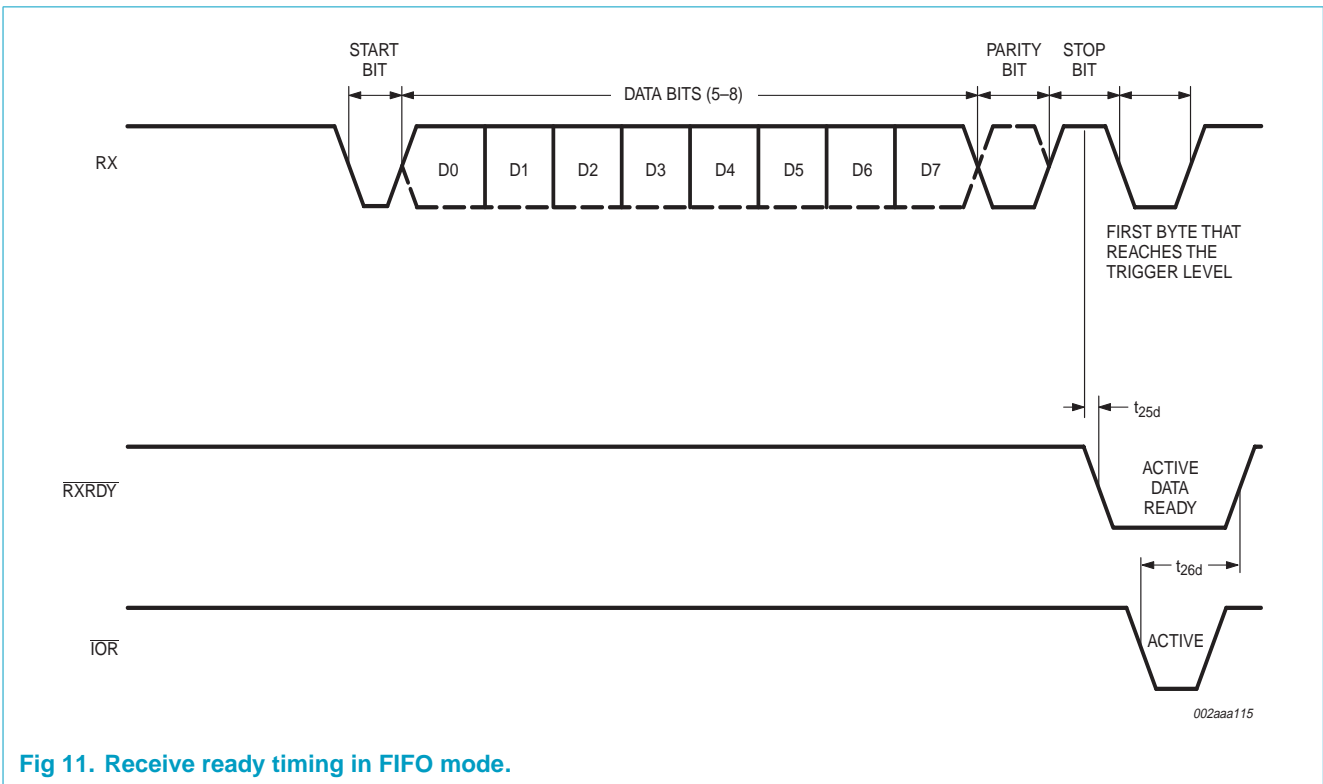 START
BIT
DATA BITS (5–8)
PARITY
BIT
STOP
BIT
RX
D0
D1
D2
D3
D4
D5
D6
D7
FIRST BYTE THAT
REACHES THE
TRIGGER LEVEL
t25d
RXRDY
ACTIVE
DATA
READY
t26d
IOR
ACTIVE
002aaa115
Fig 11. Receive ready timing in FIFO mode.